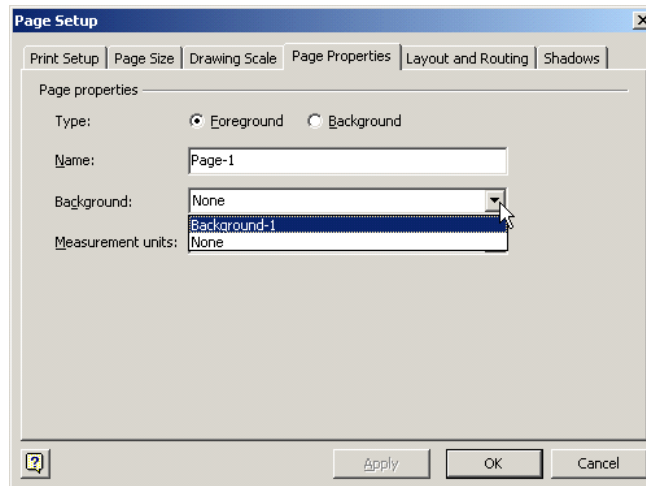 Page Setup
Print Setup Page Size Drawing Scale Page Properties Layout and Routing Shadows
Page properties
Type: Foreground Background
Name: Page-1
Background: None
Background-1
Measurement units: None
Apply OK Cancel